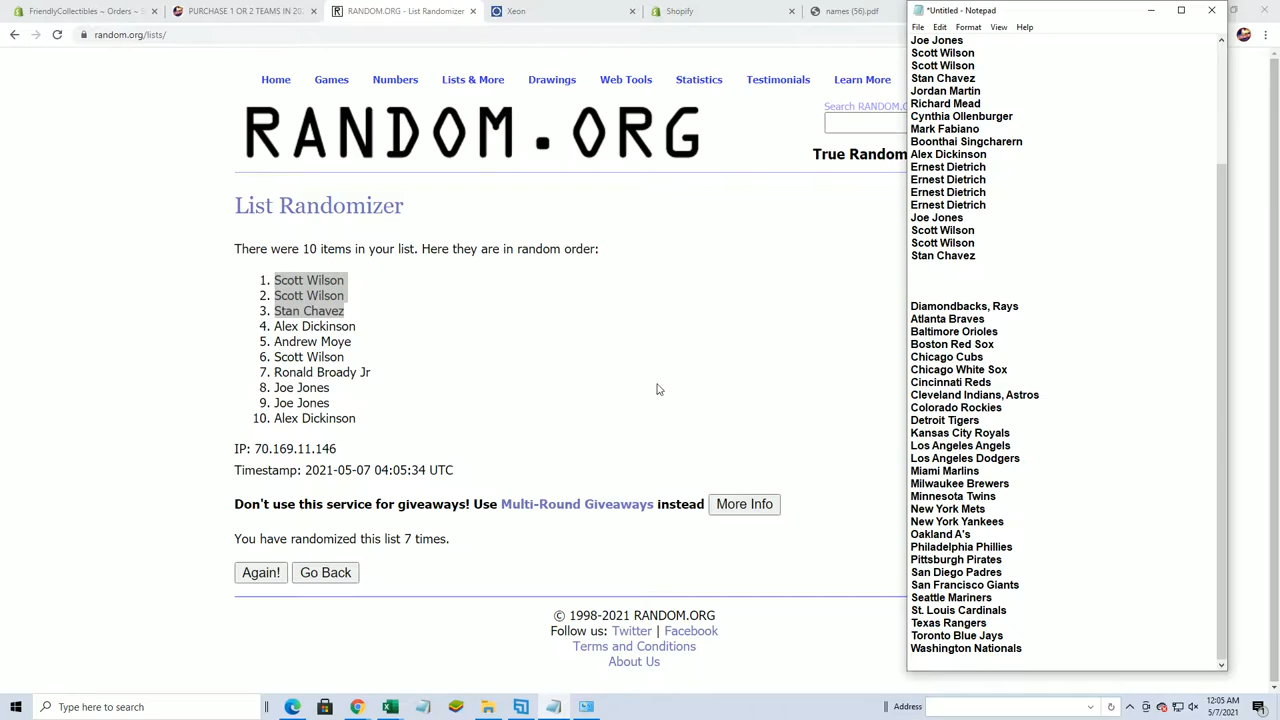 FriendlyCollectibles ~ Orders ~ S
PURCHASE 1 OR 2 TEAMS IN 20
RANDOM.ORG - List Randomizer
Xeon
Shopify
names (56).pdf
random.org/lists/
Home
Games
Numbers
Lists & More
Drawings
Web Tools
Statistics
Testimonials
Learn More
Search RANDOM.O
RANDOM.ORG
True Random
List Randomizer
There were 10 items in your list. Here they are in random order:
1. Scott Wilson
2. Scott Wilson
3. Stan Chavez
4. Alex Dickinson
5. Andrew Moye
6. Scott Wilson
7. Ronald Broady Jr
8. Joe Jones
9. Joe Jones
10. Alex Dickinson
IP: 70.169.11.146
Timestamp: 2021-05-07 04:05:34 UTC
Don't use this service for giveaways! Use Multi-Round Giveaways instead More Info
You have randomized this list 7 times.
Again! Go Back
© 1998-2021 RANDOM.ORG
Follow us: Twitter | Facebook
Terms and Conditions
About Us
*Untitled - Notepad
File Edit Format View Help
Joe Jones
Scott Wilson
Scott Wilson
Stan Chavez
Jordan Martin
Richard Mead
Cynthia Ollenburger
Mark Fabiano
Boonthai Singcharern
Alex Dickinson
Ernest Dietrich
Ernest Dietrich
Ernest Dietrich
Ernest Dietrich
Joe Jones
Scott Wilson
Scott Wilson
Stan Chavez
Diamondbacks, Rays
Atlanta Braves
Baltimore Orioles
Boston Red Sox
Chicago Cubs
Chicago White Sox
Cincinnati Reds
Cleveland Indians, Astros
Colorado Rockies
Detroit Tigers
Kansas City Royals
Los Angeles Angels
Los Angeles Dodgers
Miami Marlins
Milwaukee Brewers
Minnesota Twins
New York Mets
New York Yankees
Oakland A's
Philadelphia Phillies
Pittsburgh Pirates
San Diego Padres
San Francisco Giants
Seattle Mariners
St. Louis Cardinals
Texas Rangers
Toronto Blue Jays
Washington Nationals
Type here to search
Address
12:05 AM
5/7/2021